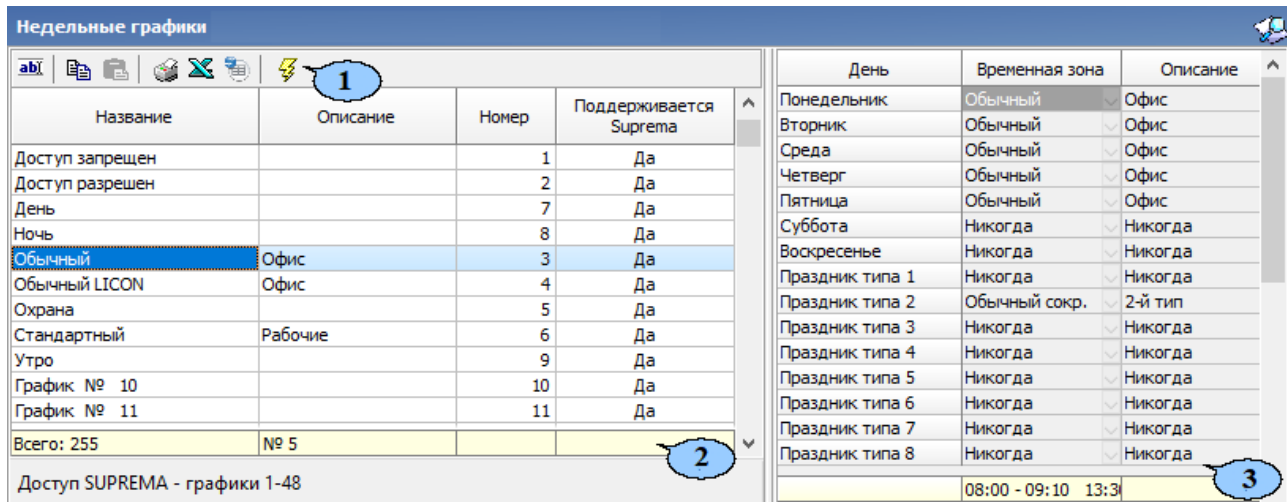 Недельные графики
abI
1
Название Описание Номер Поддерживается Suprema
Доступ запрещен 1 Да
Доступ разрешен 2 Да
День 7 Да
Ночь 8 Да
Обычный Офис 3 Да
Обычный LICON Офис 4 Да
Охрана 5 Да
Стандартный Рабочие 6 Да
Утро 9 Да
График № 10 10 Да
График № 11 11 Да
Всего: 255 № 5
2
Доступ SUPREMA - графики 1-48
День Временная зона Описание
Понедельник Обычный Офис
Вторник Обычный Офис
Среда Обычный Офис
Четверг Обычный Офис
Пятница Обычный Офис
Суббота Никогда Никогда
Воскресенье Никогда Никогда
Праздник типа 1 Никогда Никогда
Праздник типа 2 Обычный сокр. 2-й тип
Праздник типа 3 Никогда Никогда
Праздник типа 4 Никогда Никогда
Праздник типа 5 Никогда Никогда
Праздник типа 6 Никогда Никогда
Праздник типа 7 Никогда Никогда
Праздник типа 8 Никогда Никогда
3
08:00 - 09:10